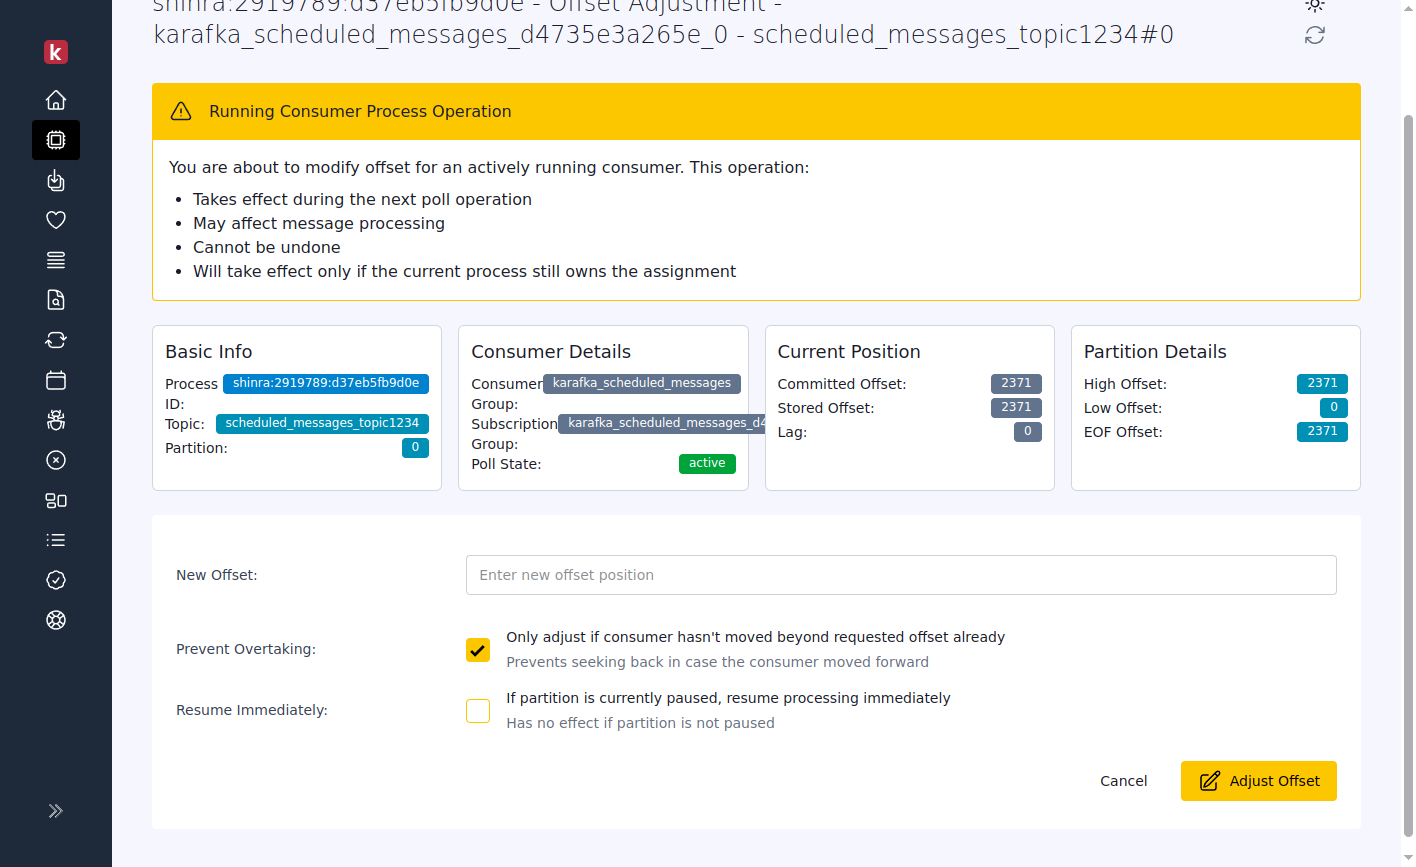 shinra:2919789:d37eb5fb9d0e - Offset Adjustment -
karafka_scheduled_messages_d4735e3a265e_0 - scheduled_messages_topic1234#0
k
Running Consumer Process Operation
You are about to modify offset for an actively running consumer. This operation:
• Takes effect during the next poll operation
• May affect message processing
• Cannot be undone
• Will take effect only if the current process still owns the assignment
Basic Info
Process ID: shinra:2919789:d37eb5fb9d0e
Topic: scheduled_messages_topic1234
Partition: 0
Consumer Details
Consumer Group: karafka_scheduled_messages
Subscription Group: karafka_scheduled_messages_d4
Poll State: active
Current Position
Committed Offset: 2371
Stored Offset: 2371
Lag: 0
Partition Details
High Offset: 2371
Low Offset: 0
EOF Offset: 2371
New Offset: Enter new offset position
Prevent Overtaking: Only adjust if consumer hasn't moved beyond requested offset already
Prevents seeking back in case the consumer moved forward
Resume Immediately: If partition is currently paused, resume processing immediately
Has no effect if partition is not paused
Cancel
Adjust Offset